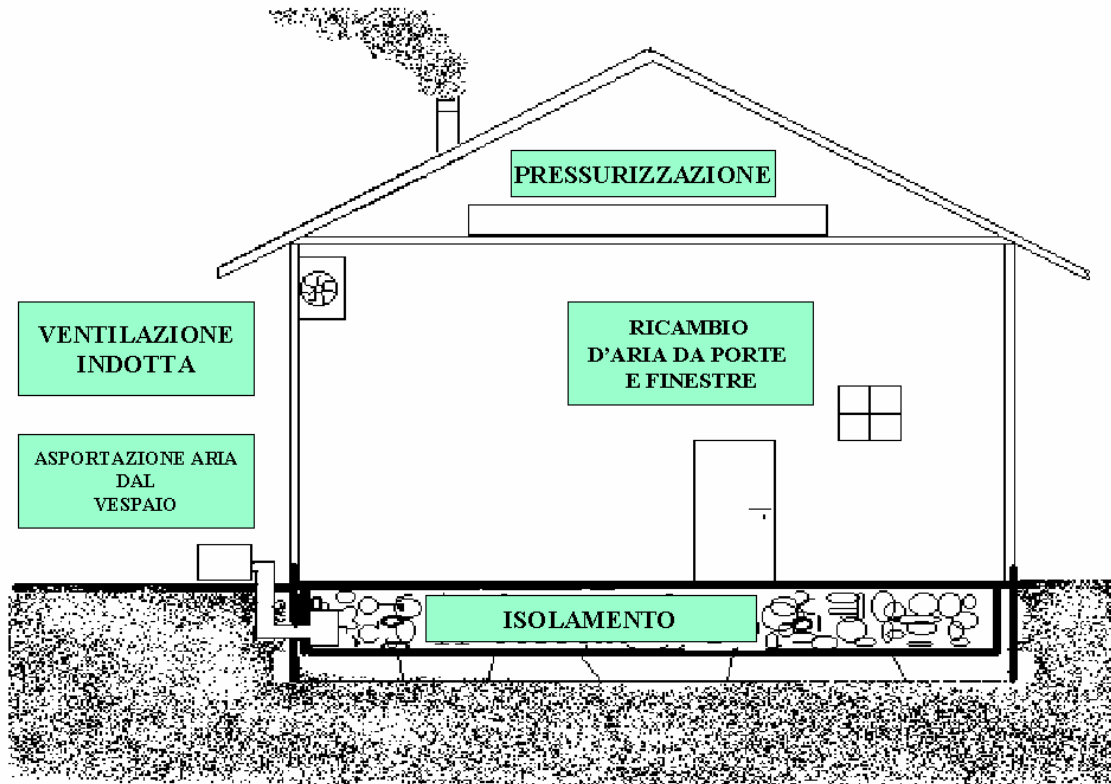 PRESSURIZZAZIONE
VENTILAZIONE
INDOTTA
RICAMBIO
D'ARIA DA PORTE
E FINESTRE
ASPORTAZIONE ARIA
DAL
VESPAIO
ISOLAMENTO